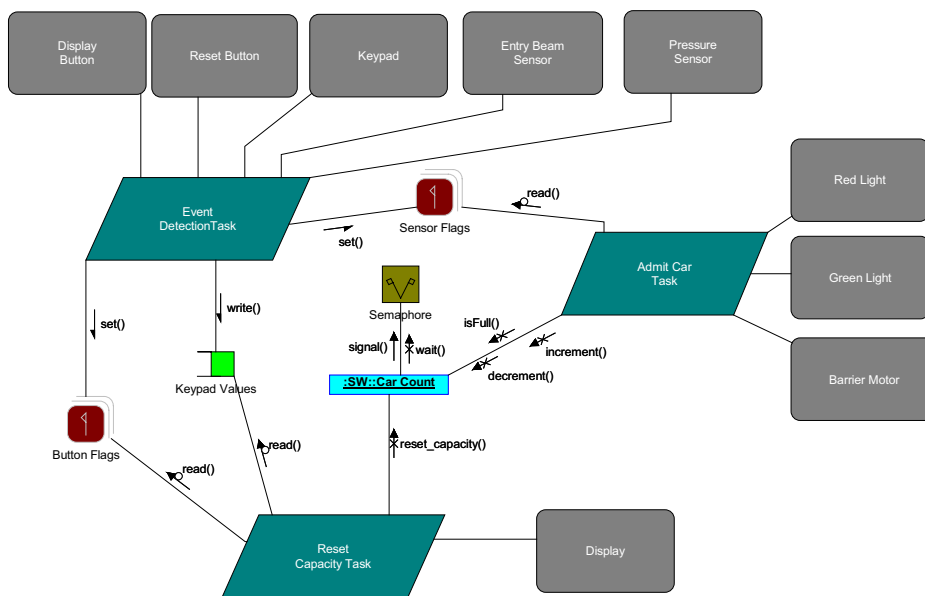 Display
Button
Reset Button
Keypad
Entry Beam
Sensor
Pressure
Sensor
Red Light
Event
DetectionTask
read()
Sensor Flags
set()
Admit Car
Task
Green Light
set()
write()
Semaphore
isFull()
signal()
wait()
increment()
decrement()
Keypad Values
:SW::Car Count
Barrier Motor
Button Flags
read()
read()
reset_capacity()
Reset
Capacity Task
Display